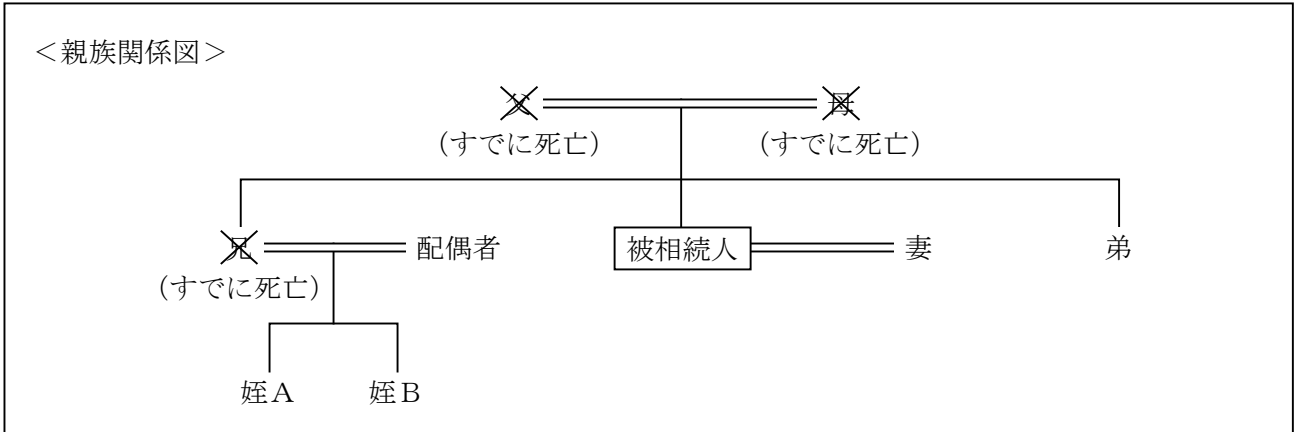 ＜親族関係図＞
父 母
(すでに死亡) (すでに死亡)
兄 配偶者 被相続人 妻 弟
(すでに死亡)
姪Ａ 姪Ｂ